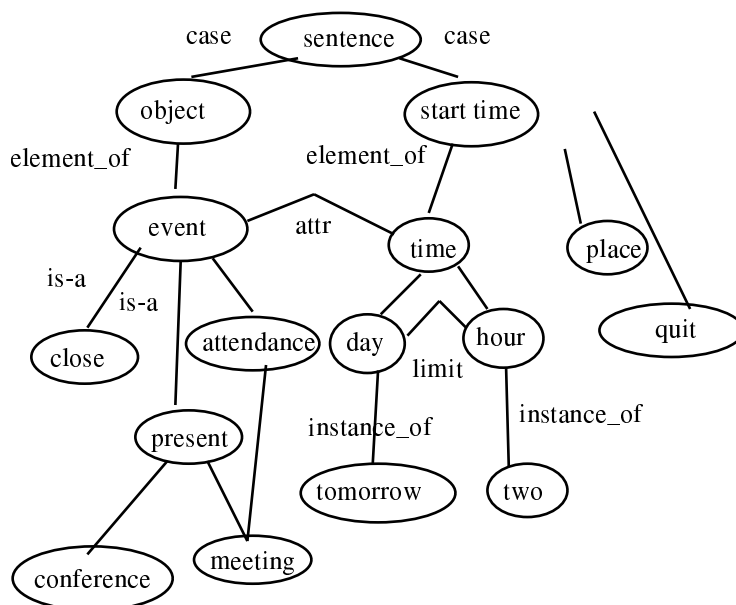 case
sentence
case
object
start time
element_of
element_of
event
attr
time
place
is-a
is-a
close
attendance
day
limit
hour
quit
present
instance_of
instance_of
tomorrow
two
conference
meeting